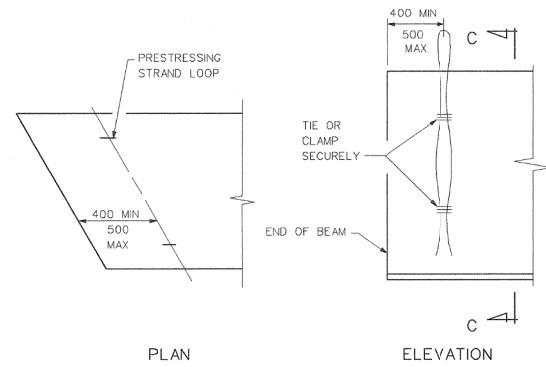 PRESTRESSING
STRAND LOOP
400 MIN
500
MAX
PLAN
400 MIN
500
MAX
C
TIE OR
CLAMP
SECURELY
END OF BEAM
C
ELEVATION